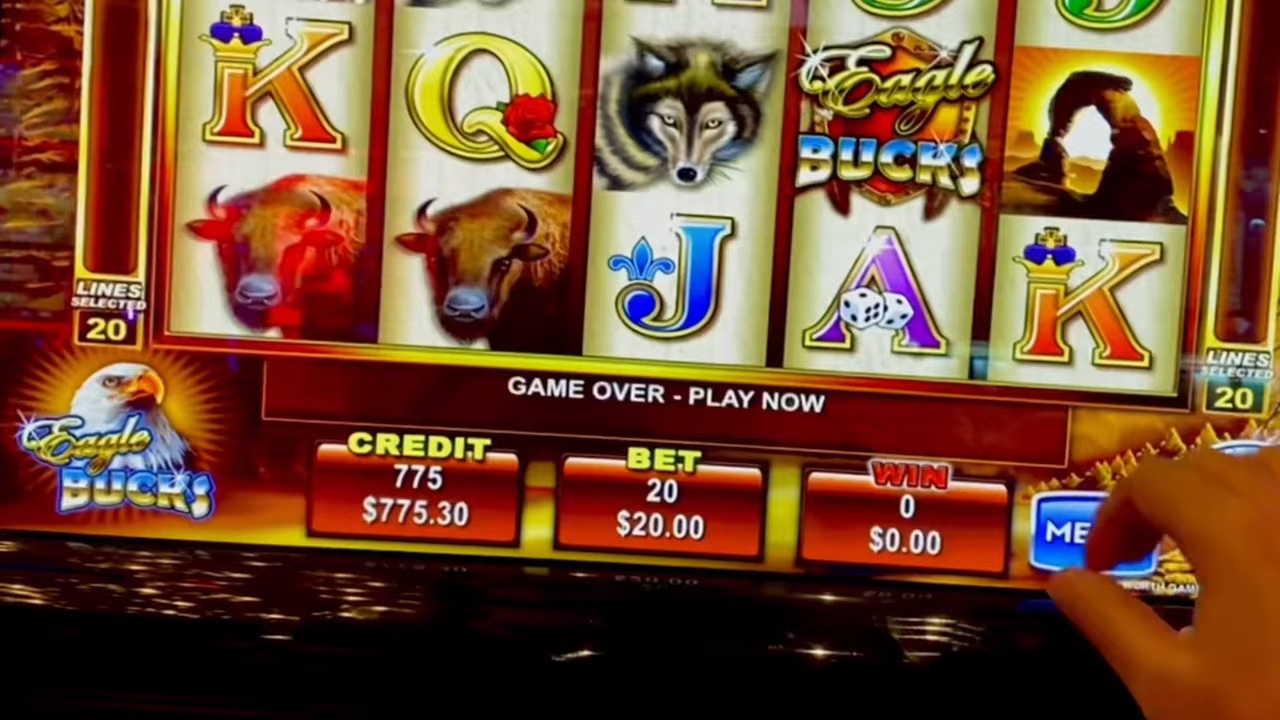 K
Q
Eagle
BUCKS
J
A
K
LINES
SELECTED
20
LINES
SELECTED
20
GAME OVER - PLAY NOW
Eagle
BUCKS
CREDIT
775
$775.30
BET
20
$20.00
WIN
0
$0.00
ME